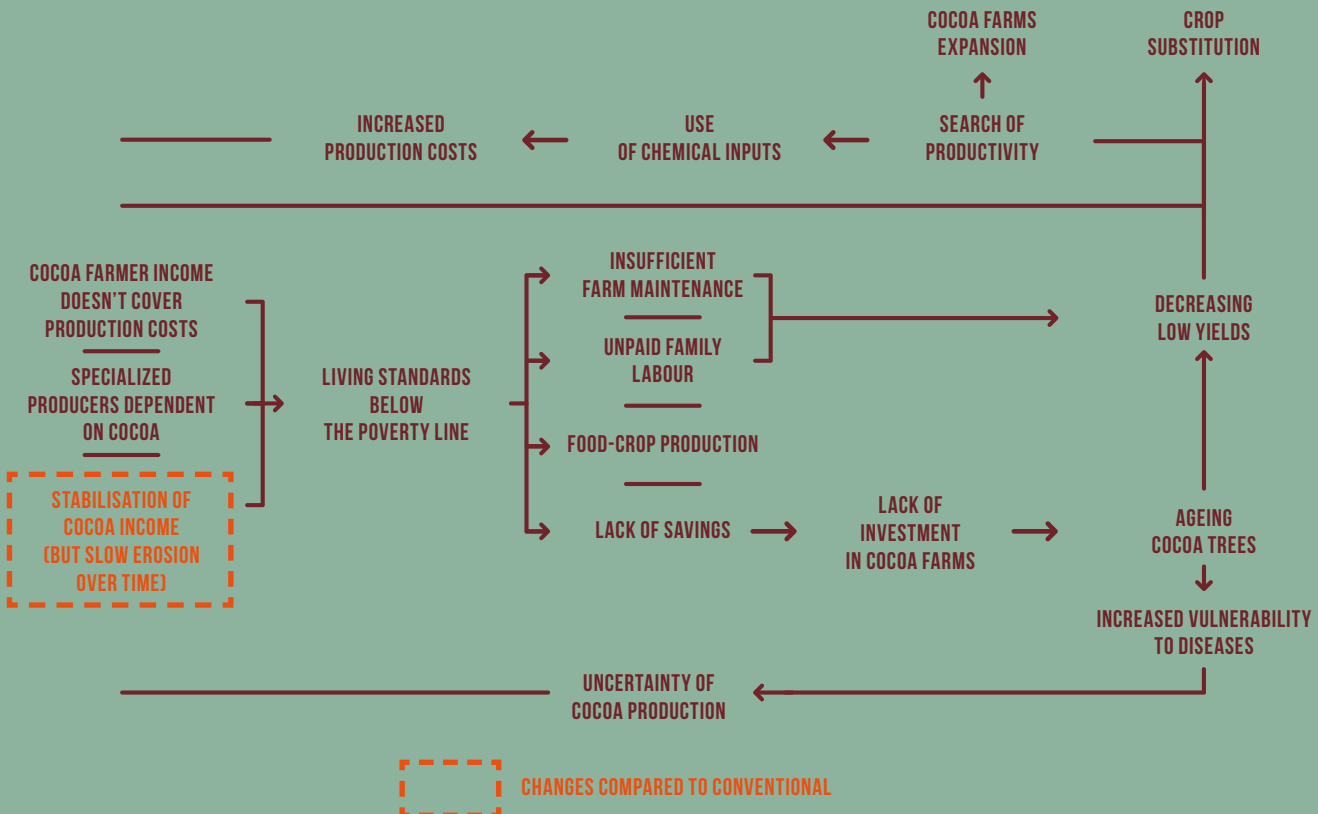 COCOA FARMS
EXPANSION
CROP
SUBSTITUTION
INCREASED
PRODUCTION COSTS
USE
OF CHEMICAL INPUTS
SEARCH OF
PRODUCTIVITY
COCOA FARMER INCOME
DOESN'T COVER
PRODUCTION COSTS
SPECIALIZED
PRODUCERS DEPENDENT
ON COCOA
STABILISATION OF
COCOA INCOME
(BUT SLOW EROSION
OVER TIME)
LIVING STANDARDS
BELOW
THE POVERTY LINE
INSUFFICIENT
FARM MAINTENANCE
UNPAID FAMILY
LABOUR
FOOD-CROP PRODUCTION
LACK OF SAVINGS
LACK OF
INVESTMENT
IN COCOA FARMS
DECREASING
LOW YIELDS
AGEING
COCOA TREES
INCREASED VULNERABILITY
TO DISEASES
UNCERTAINTY OF
COCOA PRODUCTION
CHANGES COMPARED TO CONVENTIONAL